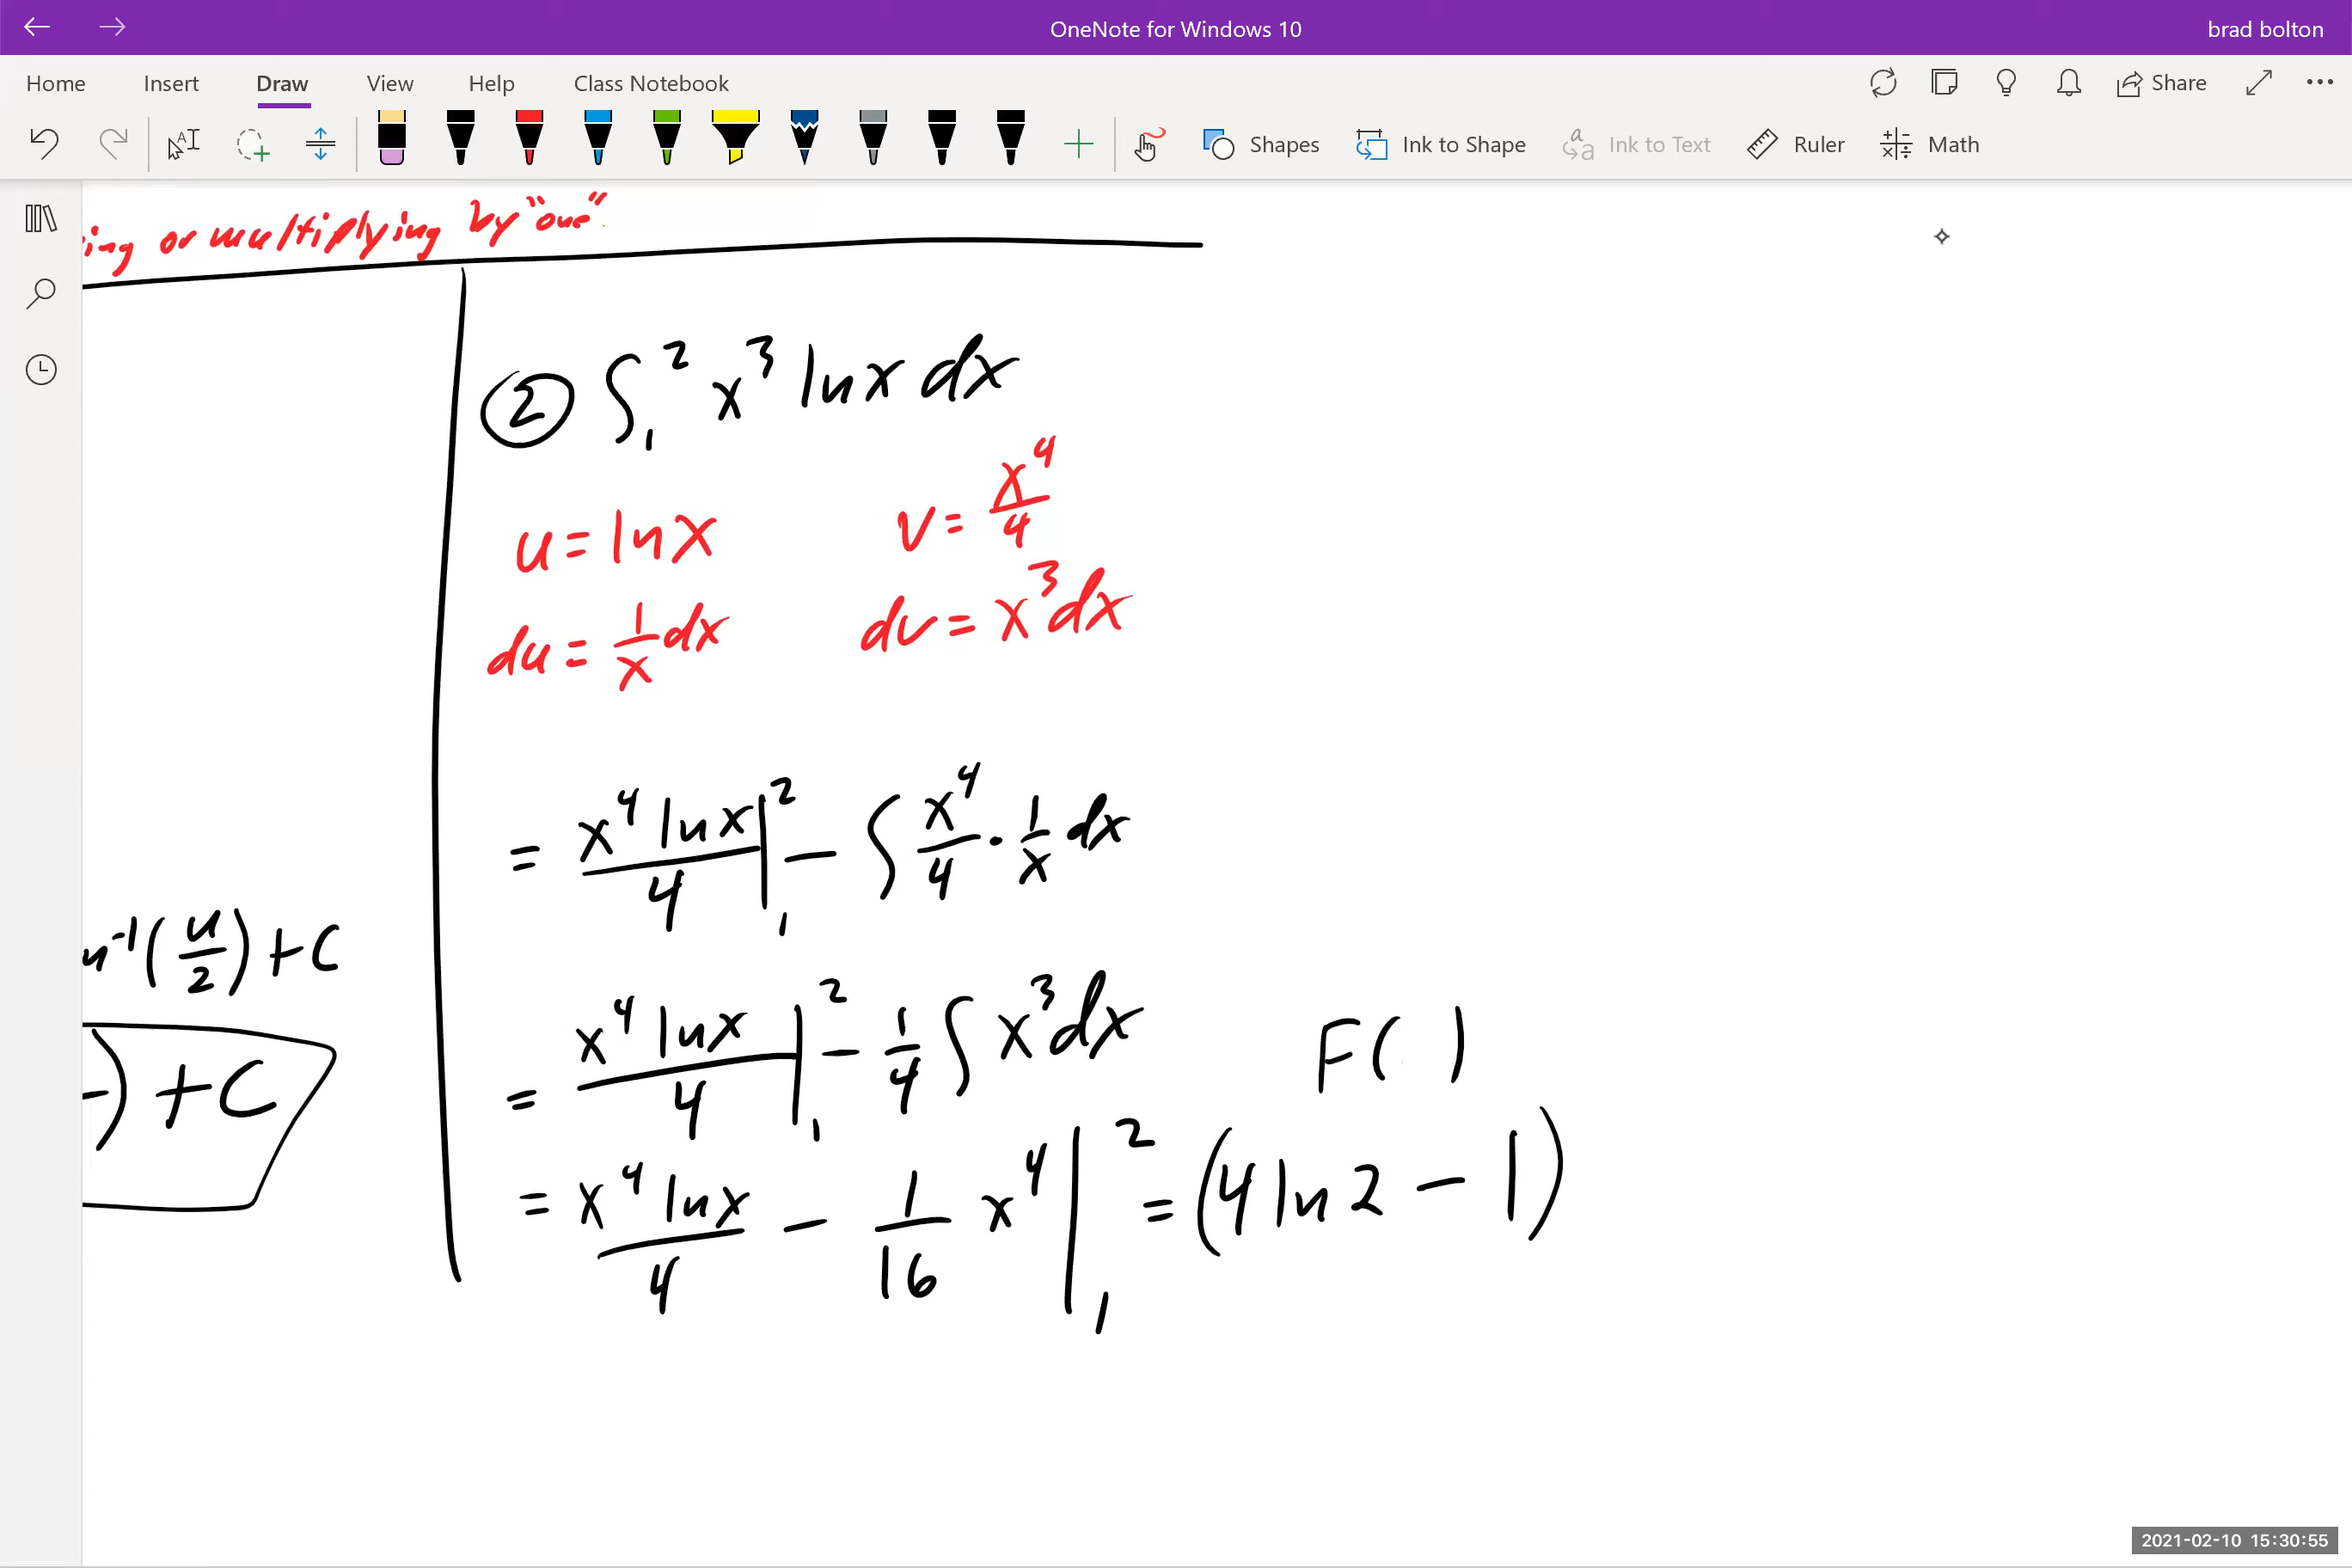 OneNote for Windows 10
brad bolton
Home Insert Draw View Help Class Notebook Share
Shapes Ink to Shape Ink to Text Ruler Math
ing or multiplying by "one"
② ∫₁² x³ ln x dx
u = ln x v = x⁴/4
du = 1/x dx dv = x³ dx
= x⁴ ln x/4 |₁² − ∫ x⁴/4 · 1/x dx
n⁻¹(u/2) + C
= x⁴ ln x/4 |₁² − 1/4 ∫ x³ dx F( )
) + C
= x⁴ ln x/4 − 1/16 x⁴ |₁² = (4 ln 2 − 1)
2021-02-10 15:30:55